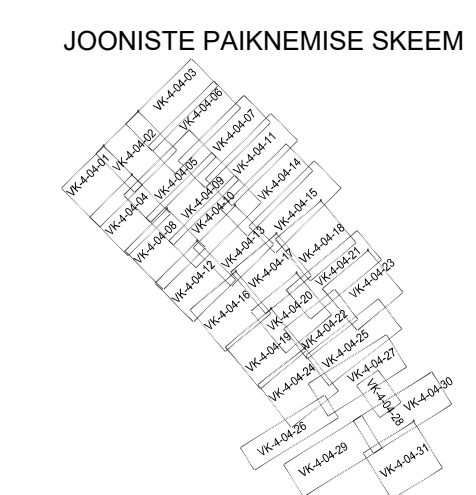 JOONISTE PAIKNEMISE SKEEM
VK-4-04-03
VK-4-04-06
VK-4-04-02
VK-4-04-07
VK-4-04-01
VK-4-04-11
VK-4-04-05
VK-4-04-14
VK-4-04-09
VK-4-04-04
VK-4-04-10
VK-4-04-15
VK-4-04-08
VK-4-04-13
VK-4-04-18
VK-4-04-17
VK-4-04-21
VK-4-04-12
VK-4-04-23
VK-4-04-16
VK-4-04-20
VK-4-04-22
VK-4-04-19
VK-4-04-25
VK-4-04-27
VK-4-04-24
VK-4-04-30
VK-4-04-28
VK-4-04-26
VK-4-04-29
VK-4-04-31